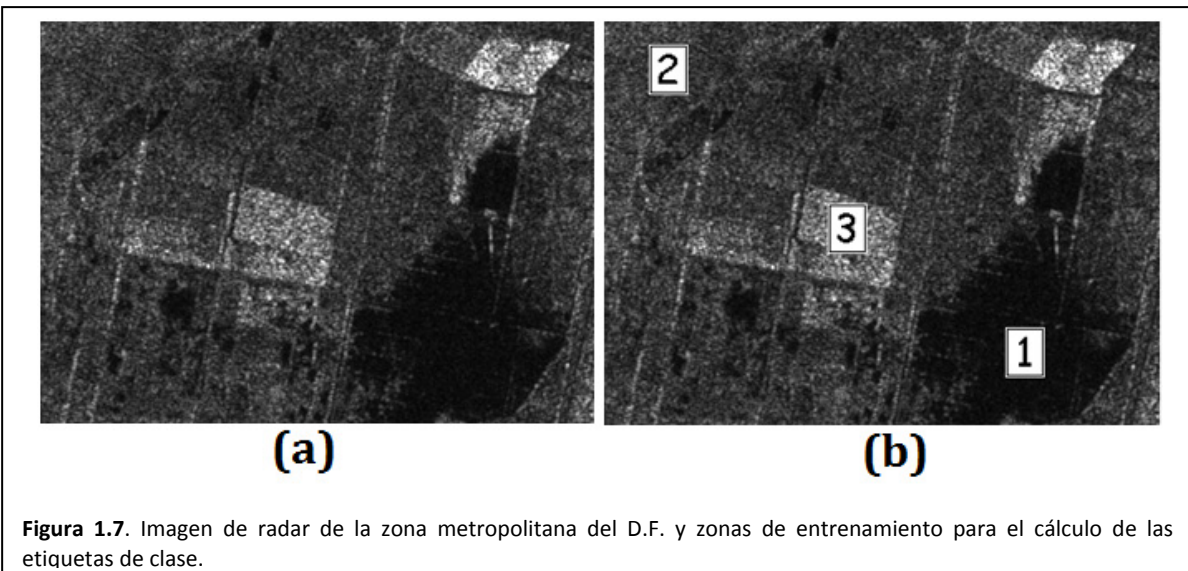 2
3
1
(a) (b)
Figura 1.7. Imagen de radar de la zona metropolitana del D.F. y zonas de entrenamiento para el cálculo de las
etiquetas de clase.